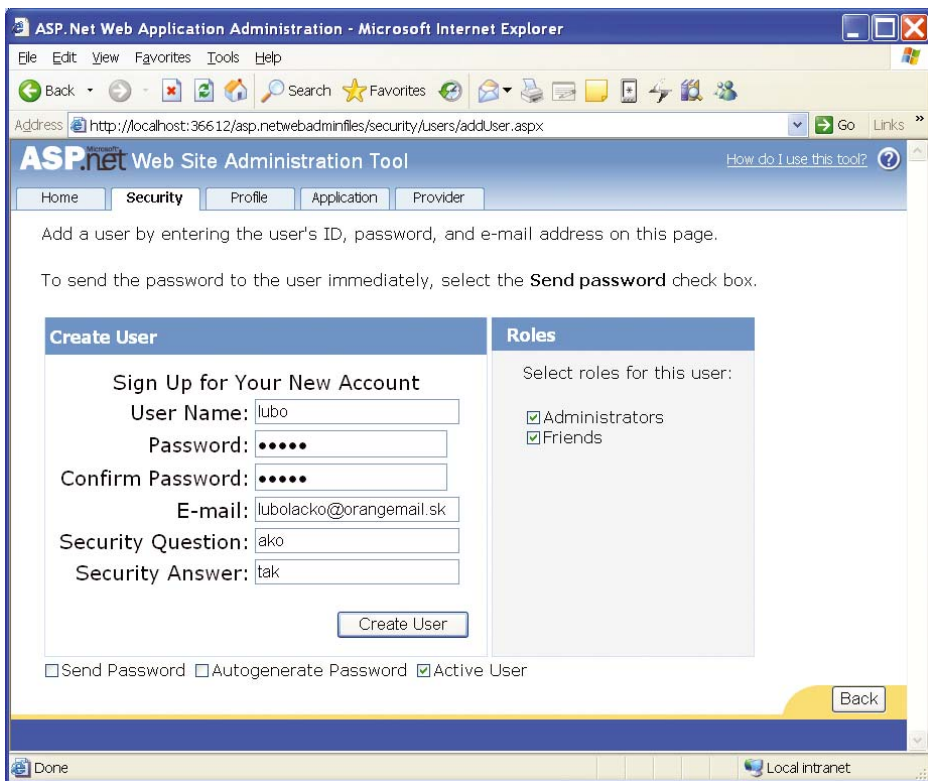 ASP.Net Web Application Administration - Microsoft Internet Explorer
File Edit View Favorites Tools Help
Back Search Favorites
Address http://localhost:36612/asp.netwebadminfiles/security/users/addUser.aspx Go Links »
Microsoft
ASP.net Web Site Administration Tool How do I use this tool? ?
Home Security Profile Application Provider
Add a user by entering the user's ID, password, and e-mail address on this page.
To send the password to the user immediately, select the Send password check box.
Create User
Sign Up for Your New Account
User Name: lubo
Password: •••••
Confirm Password: •••••
E-mail: lubolacko@orangemail.sk
Security Question: ako
Security Answer: tak
Create User
Roles
Select roles for this user:
Administrators
Friends
Send Password Autogenerate Password Active User
Back
Done Local intranet